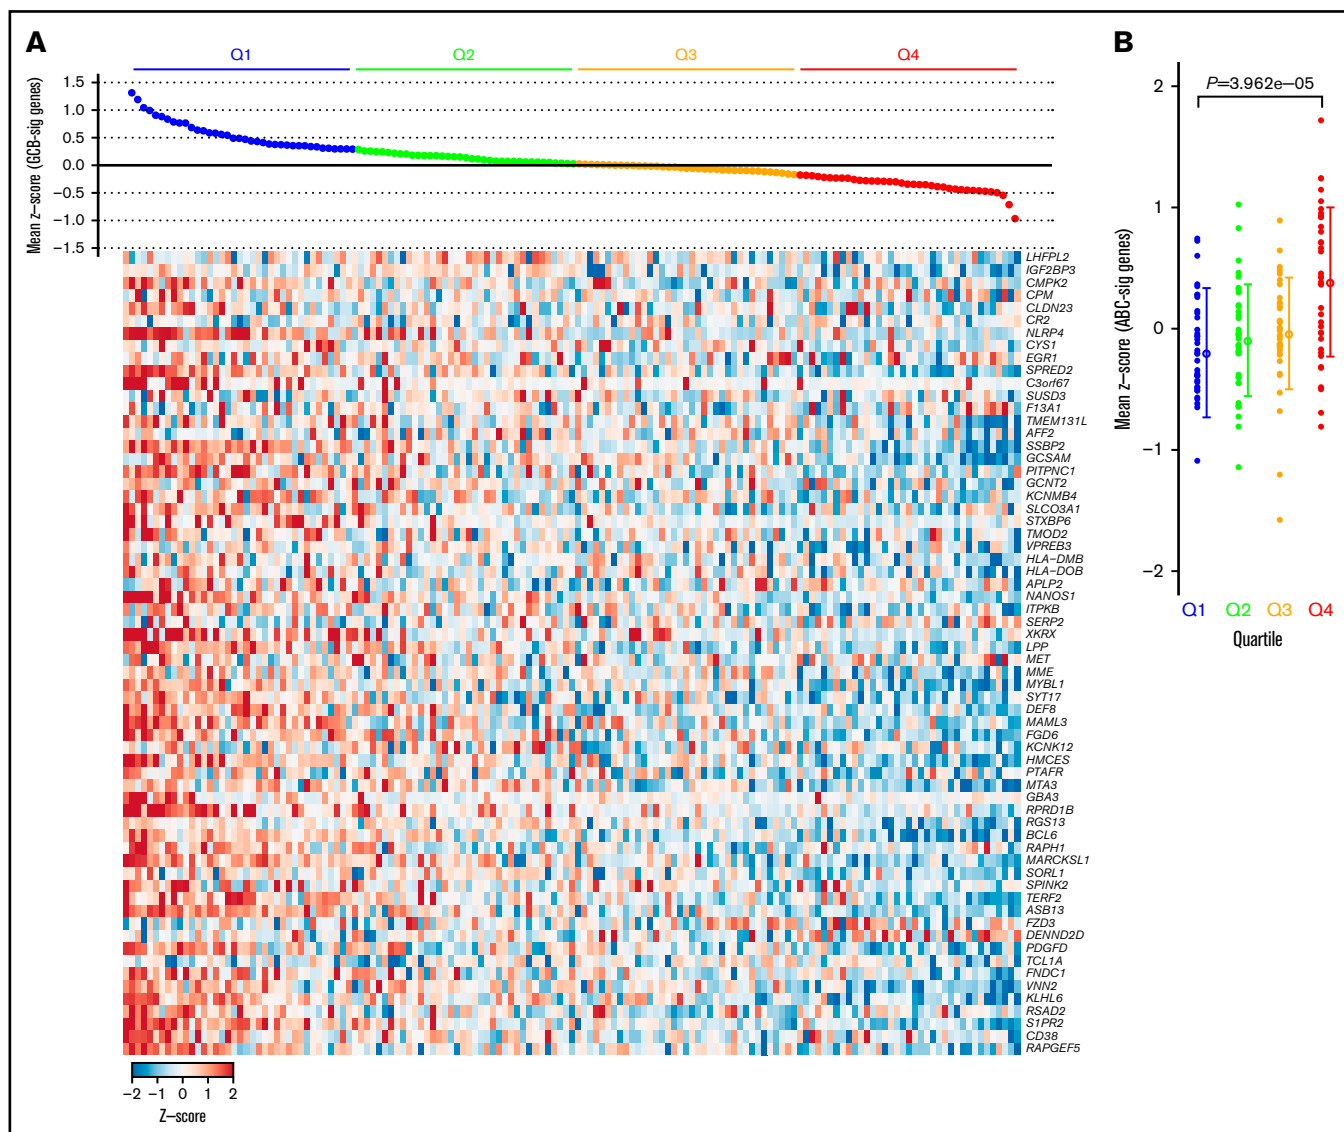 A
Q1 Q2 Q3 Q4
Mean z–score (GCB-sig genes)
1.5
1.0
0.5
0.0
−0.5
−1.0
−1.5
LHFPL2
IGF2BP3
CMPK2
CPM
CLDN23
CR2
NLRP4
CYS1
EGR1
SPRED2
C3orf67
SUSD3
F13A1
TMEM131L
AFF2
SSBP2
GCSAM
PITPNC1
GCNT2
KCNMB4
SLCO3A1
STXBP6
TMOD2
VPREB3
HLA−DMB
HLA−DOB
APLP2
NANOS1
ITPKB
SERP2
XKRX
LPP
MET
MME
MYBL1
SYT17
DEF8
MAML3
FGD6
KCNK12
HMCES
PTAFR
MTA3
GBA3
RPRD1B
RGS13
BCL6
RAPH1
MARCKSL1
SORL1
SPINK2
TERF2
ASB13
FZD3
DENND2D
PDGFD
TCL1A
FNDC1
VNN2
KLHL6
RSAD2
S1PR2
CD38
RAPGEF5
−2 −1 0 1 2
Z–score
B
P=3.962e−05
Mean z–score (ABC-sig genes)
2
1
0
−1
−2
Q1 Q2 Q3 Q4
Quartile